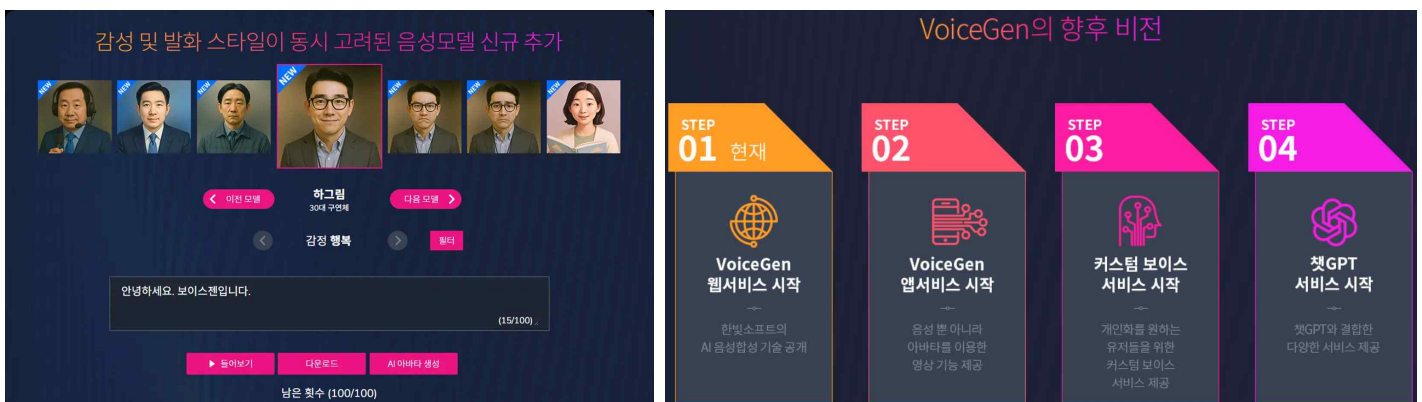 감성 및 발화 스타일이 동시 고려된 음성모델 신규 추가
NEW NEW NEW NEW NEW NEW NEW
이전 모델
하그림
30대 구연체
다음 모델
감정 행복
필터
안녕하세요. 보이스젠입니다.
(15/100)
▶ 들어보기
다운로드
AI 아바타 생성
남은 횟수 (100/100)
VoiceGen의 향후 비전
STEP
01 현재
VoiceGen
웹서비스 시작
한빛소프트의
AI 음성합성 기술 공개
STEP
02
VoiceGen
앱서비스 시작
음성 뿐 아니라
아바타를 이용한
영상 기능 제공
STEP
03
커스텀 보이스
서비스 시작
개인화를 원하는
유저들을 위한
커스텀 보이스
서비스 제공
STEP
04
챗GPT
서비스 시작
챗GPT와 결합한
다양한 서비스 제공